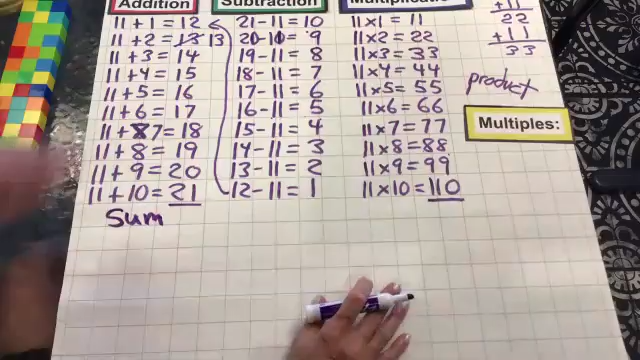 Addition
11 + 1 = 12
11 + 2 = 13 13
11 + 3 = 14
11 + 4 = 15
11 + 5 = 16
11 + 6 = 17
11 + 7 = 18
11 + 8 = 19
11 + 9 = 20
11 + 10 = 21
Sum
Subtraction
21 - 11 = 10
20 - 10 = 9
19 - 11 = 8
18 - 11 = 7
17 - 11 = 6
16 - 11 = 5
15 - 11 = 4
14 - 11 = 3
13 - 11 = 2
12 - 11 = 1
11 x 1 = 11
11 x 2 = 22
11 x 3 = 33
11 x 4 = 44
11 x 5 = 55
11 x 6 = 66
11 x 7 = 77
11 x 8 = 88
11 x 9 = 99
11 x 10 = 110
+ 11
22
+ 11
33
product
Multiples: